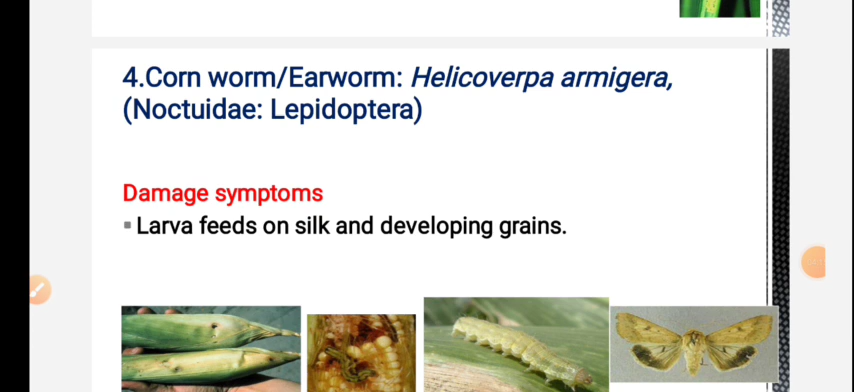 4.Corn worm/Earworm: Helicoverpa armigera,
(Noctuidae: Lepidoptera)
Damage symptoms
▪ Larva feeds on silk and developing grains.